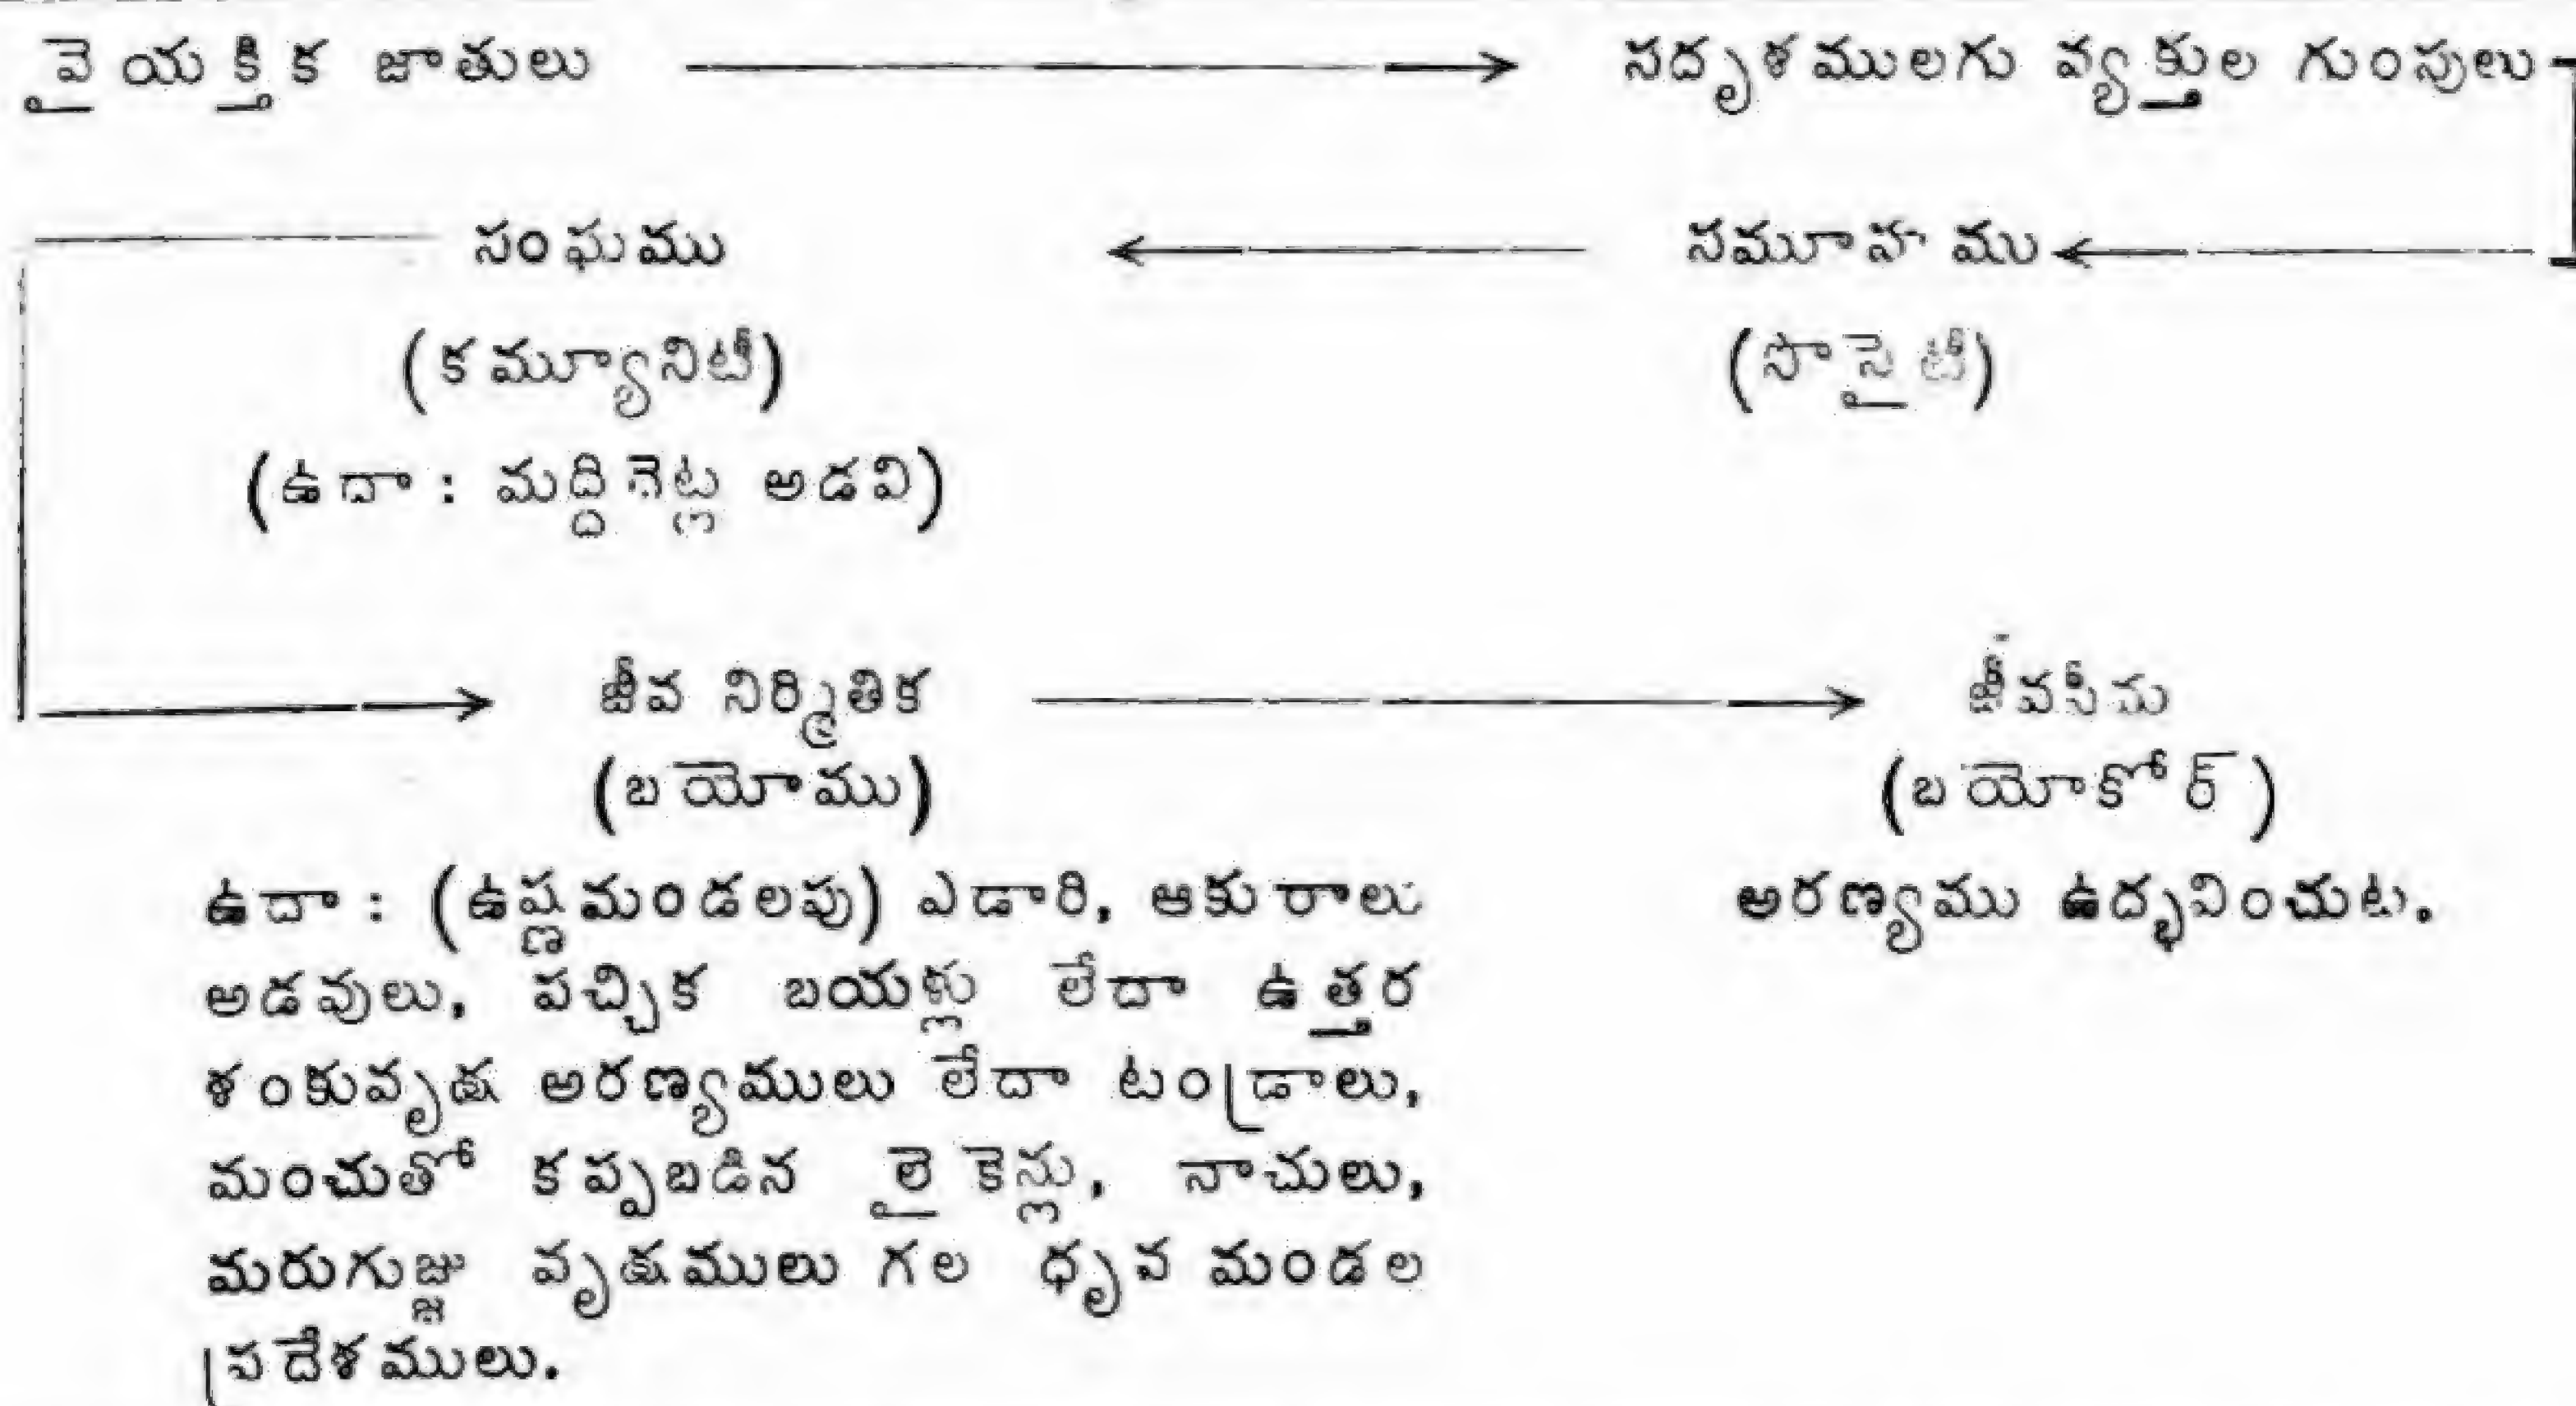 వైయక్తిక జాతులు సదృశములగు వ్యక్తుల గుంపులు
సంఘము సమూహము
(కమ్యూనిటీ) (సొసైటీ)
(ఉదా : మద్దిచెట్ల అడవి)
జీవ నిర్మితిక జీవసీమ
(బయోము) (బయోకోర్)
ఉదా : (ఉష్ణమండలపు) ఎడారి, ఆకురాలు అరణ్యము ఉద్భవించుట.
అడవులు, పచ్చిక బయళ్లు లేదా ఉత్తర
శంకువృక్ష అరణ్యములు లేదా టండ్రాలు,
మంచుతో కప్పబడిన లైకెన్లు, నాచులు,
మరుగుజ్జు వృక్షములు గల ధృవ మండల
ప్రదేశములు.